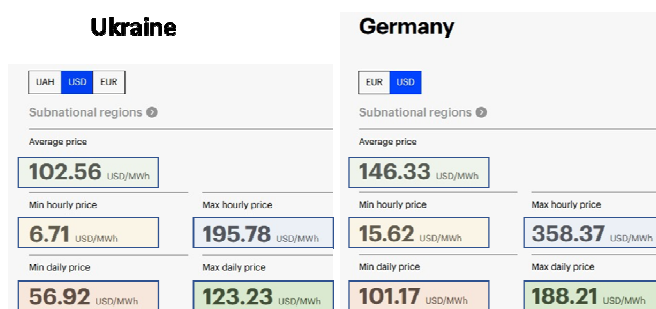 Ukraine
UAH USD EUR
Subnational regions
Average price
102.56 USD/MWh
Min hourly price
Max hourly price
6.71 USD/MWh
195.78 USD/MWh
Min daily price
Max daily price
56.92 USD/MWh
123.23 USD/MWh
Germany
EUR USD
Subnational regions
Average price
146.33 USD/MWh
Min hourly price
Max hourly price
15.62 USD/MWh
358.37 USD/MWh
Min daily price
Max daily price
101.17 USD/MWh
188.21 USD/MWh